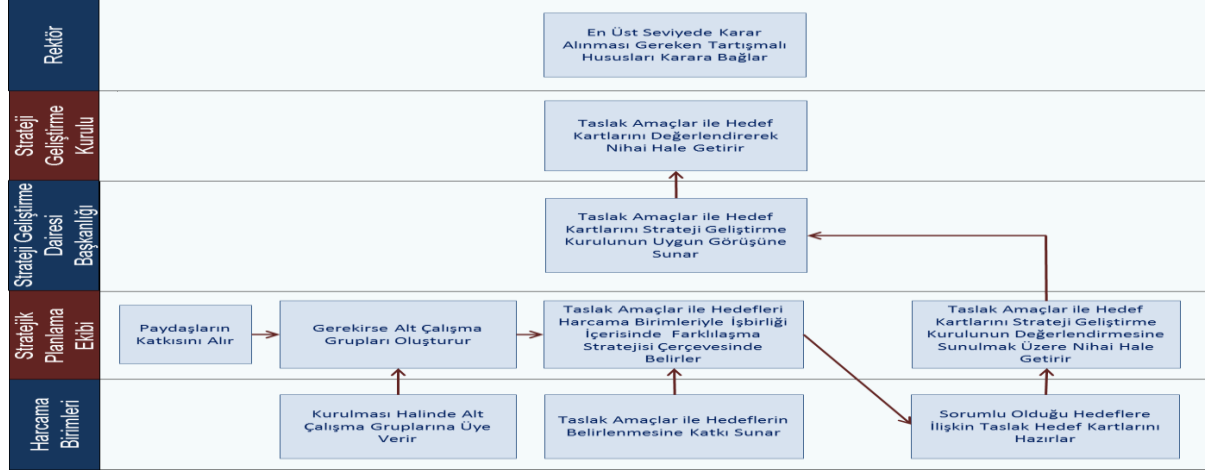 Rektör
En Üst Seviyede Karar
Alınması Gereken Tartışmalı
Hususları Karara Bağlar
Strateji
Geliştirme
Kurulu
Taslak Amaçlar ile Hedef
Kartlarını Değerlendirerek
Nihai Hale Getirir
Strateji Geliştirme
Dairesi
Başkanlığı
Taslak Amaçlar ile Hedef
Kartlarını Strateji Geliştirme
Kurulunun Uygun Görüşüne
Sunar
Stratejik
Planlama
Ekibi
Paydaşların
Katkısını Alır
Gerekirse Alt Çalışma
Grupları Oluşturur
Taslak Amaçlar ile Hedefleri
Harcama Birimleriyle İşbirliği
İçerisinde Farklılaşma
Stratejisi Çerçevesinde
Belirler
Taslak Amaçlar ile Hedef
Kartlarını Strateji Geliştirme
Kurulunun Değerlendirmesine
Sunulmak Üzere Nihai Hale
Getirir
Harcama
Birimleri
Kurulması Halinde Alt
Çalışma Gruplarına Üye
Verir
Taslak Amaçlar ile Hedeflerin
Belirlenmesine Katkı Sunar
Sorumlu Olduğu Hedeflere
İlişkin Taslak Hedef Kartlarını
Hazırlar